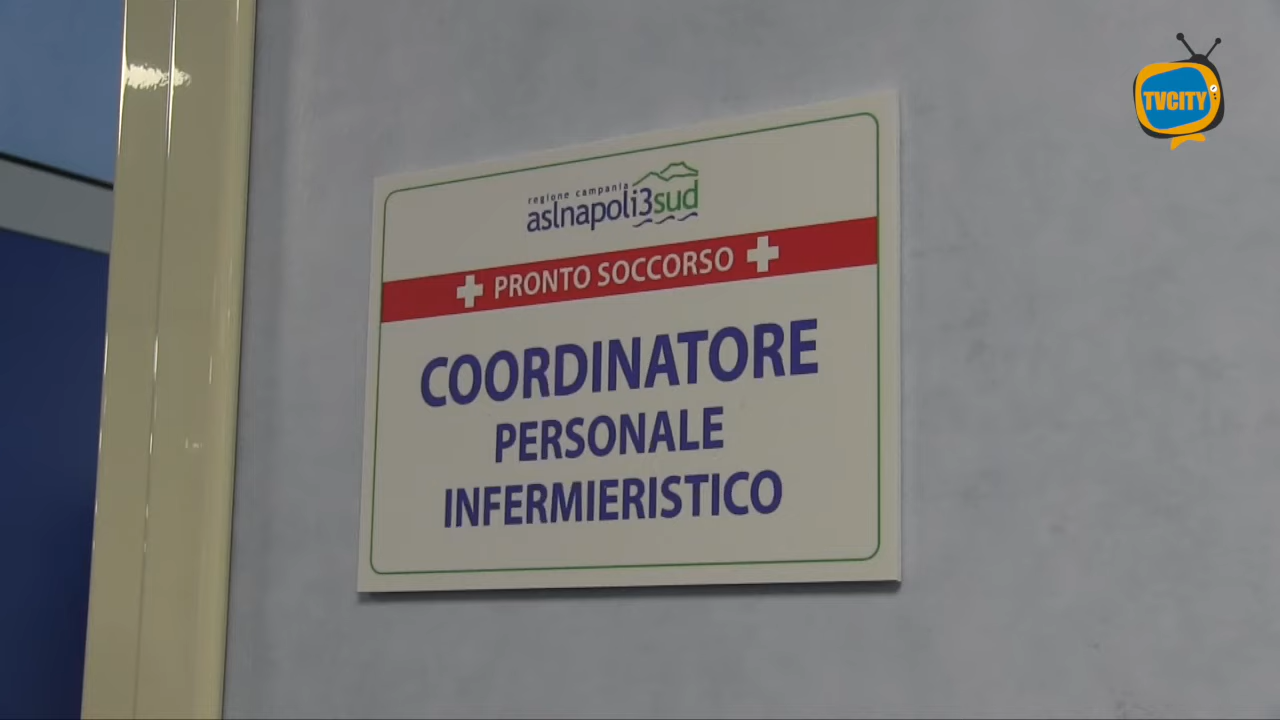 TVCITY
regione campania
aslnapoli3sud
PRONTO SOCCORSO
COORDINATORE
PERSONALE
INFERMIERISTICO